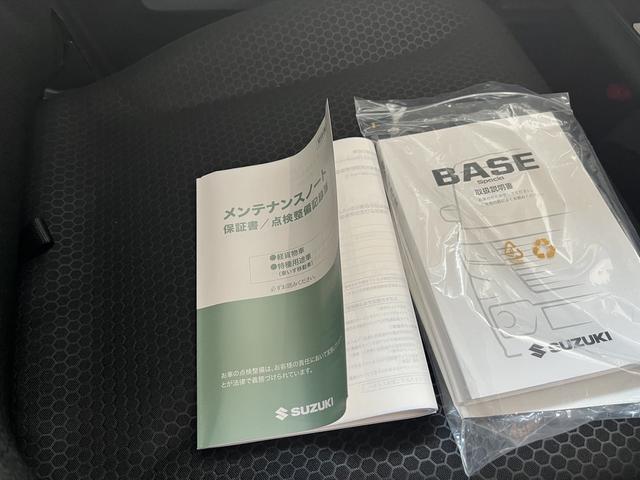 メンテナンスノート
保証書／点検整備記録簿
●軽貨物車
●特種用途車
（車いす移動車）
必ずお読みください。
お車の点検整備は、お客様の責任において実施
とが法律で義務づけられています。
SUZUKI
BASE
Spacia
取扱説明書
SUZUKI